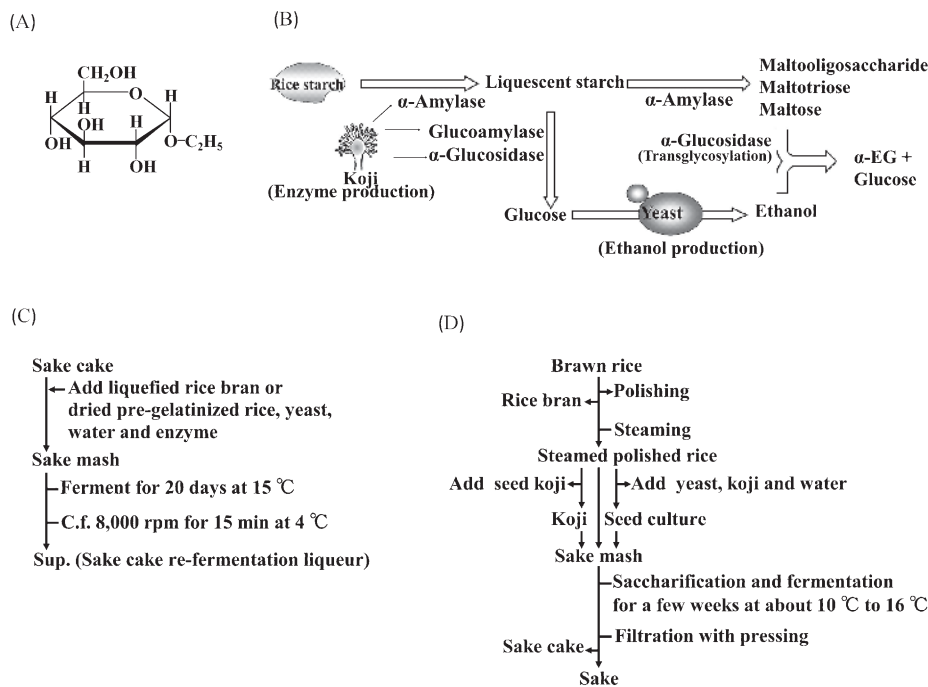 (A)
CH₂OH
H
O
H
H
OH
H
OH
H
OH
O–C₂H₅
(B)
Rice starch
Liquescent starch
Maltooligosaccharide
Maltotriose
Maltose
α-Amylase
α-Amylase
Glucoamylase
α-Glucosidase
Koji
(Enzyme production)
α-Glucosidase
(Transglycosylation)
α-EG +
Glucose
Glucose
Yeast
Ethanol
(Ethanol production)
(C)
Sake cake
Add liquefied rice bran or
dried pre-gelatinized rice, yeast,
water and enzyme
Sake mash
Ferment for 20 days at 15 ℃
C.f. 8,000 rpm for 15 min at 4 ℃
Sup. (Sake cake re-fermentation liqueur)
(D)
Brawn rice
Polishing
Rice bran
Steaming
Steamed polished rice
Add seed koji
Add yeast, koji and water
Koji
Seed culture
Sake mash
Saccharification and fermentation
for a few weeks at about 10 ℃ to 16 ℃
Filtration with pressing
Sake cake
Sake